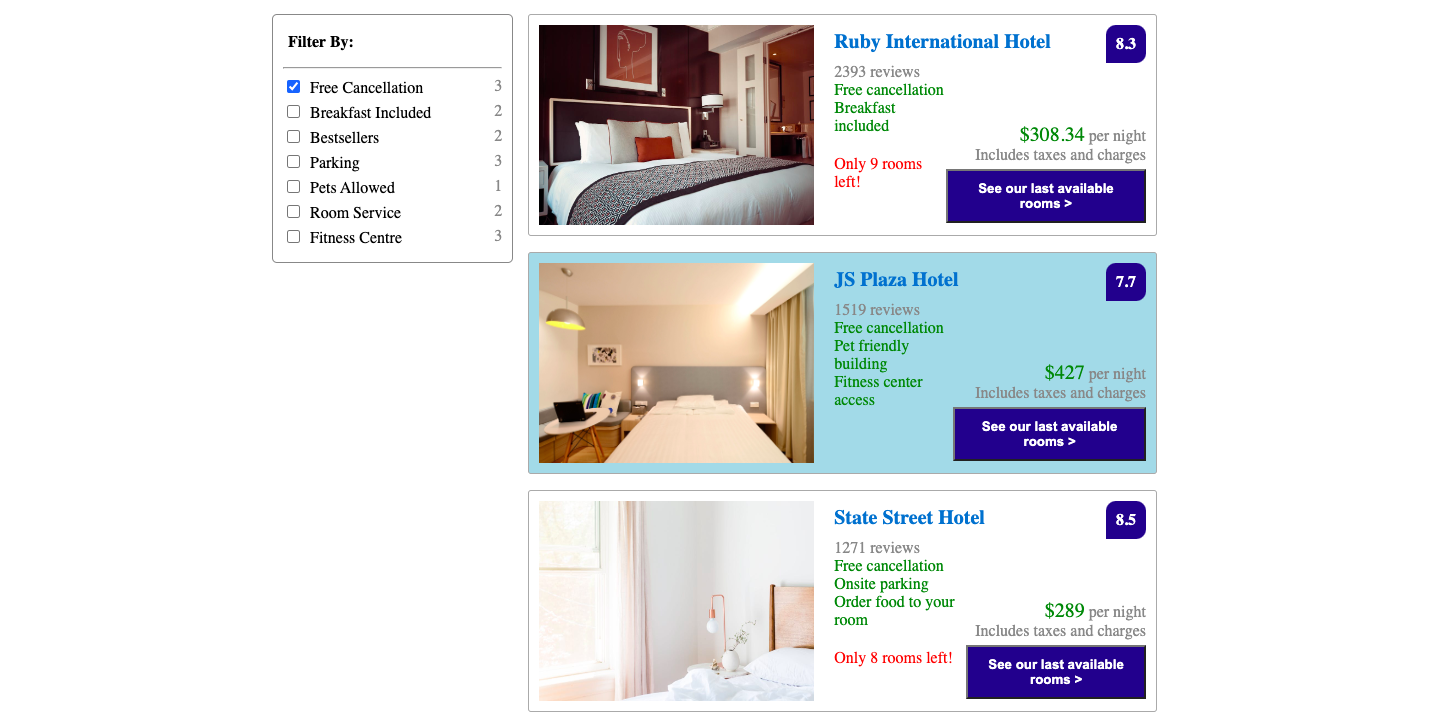 Filter By:
Free Cancellation 3
Breakfast Included 2
Bestsellers 2
Parking 3
Pets Allowed 1
Room Service 2
Fitness Centre 3
Ruby International Hotel
8.3
2393 reviews
Free cancellation
Breakfast
included
Only 9 rooms
left!
$308.34 per night
Includes taxes and charges
See our last available
rooms >
JS Plaza Hotel
7.7
1519 reviews
Free cancellation
Pet friendly
building
Fitness center
access
$427 per night
Includes taxes and charges
See our last available
rooms >
State Street Hotel
8.5
1271 reviews
Free cancellation
Onsite parking
Order food to your
room
Only 8 rooms left!
$289 per night
Includes taxes and charges
See our last available
rooms >